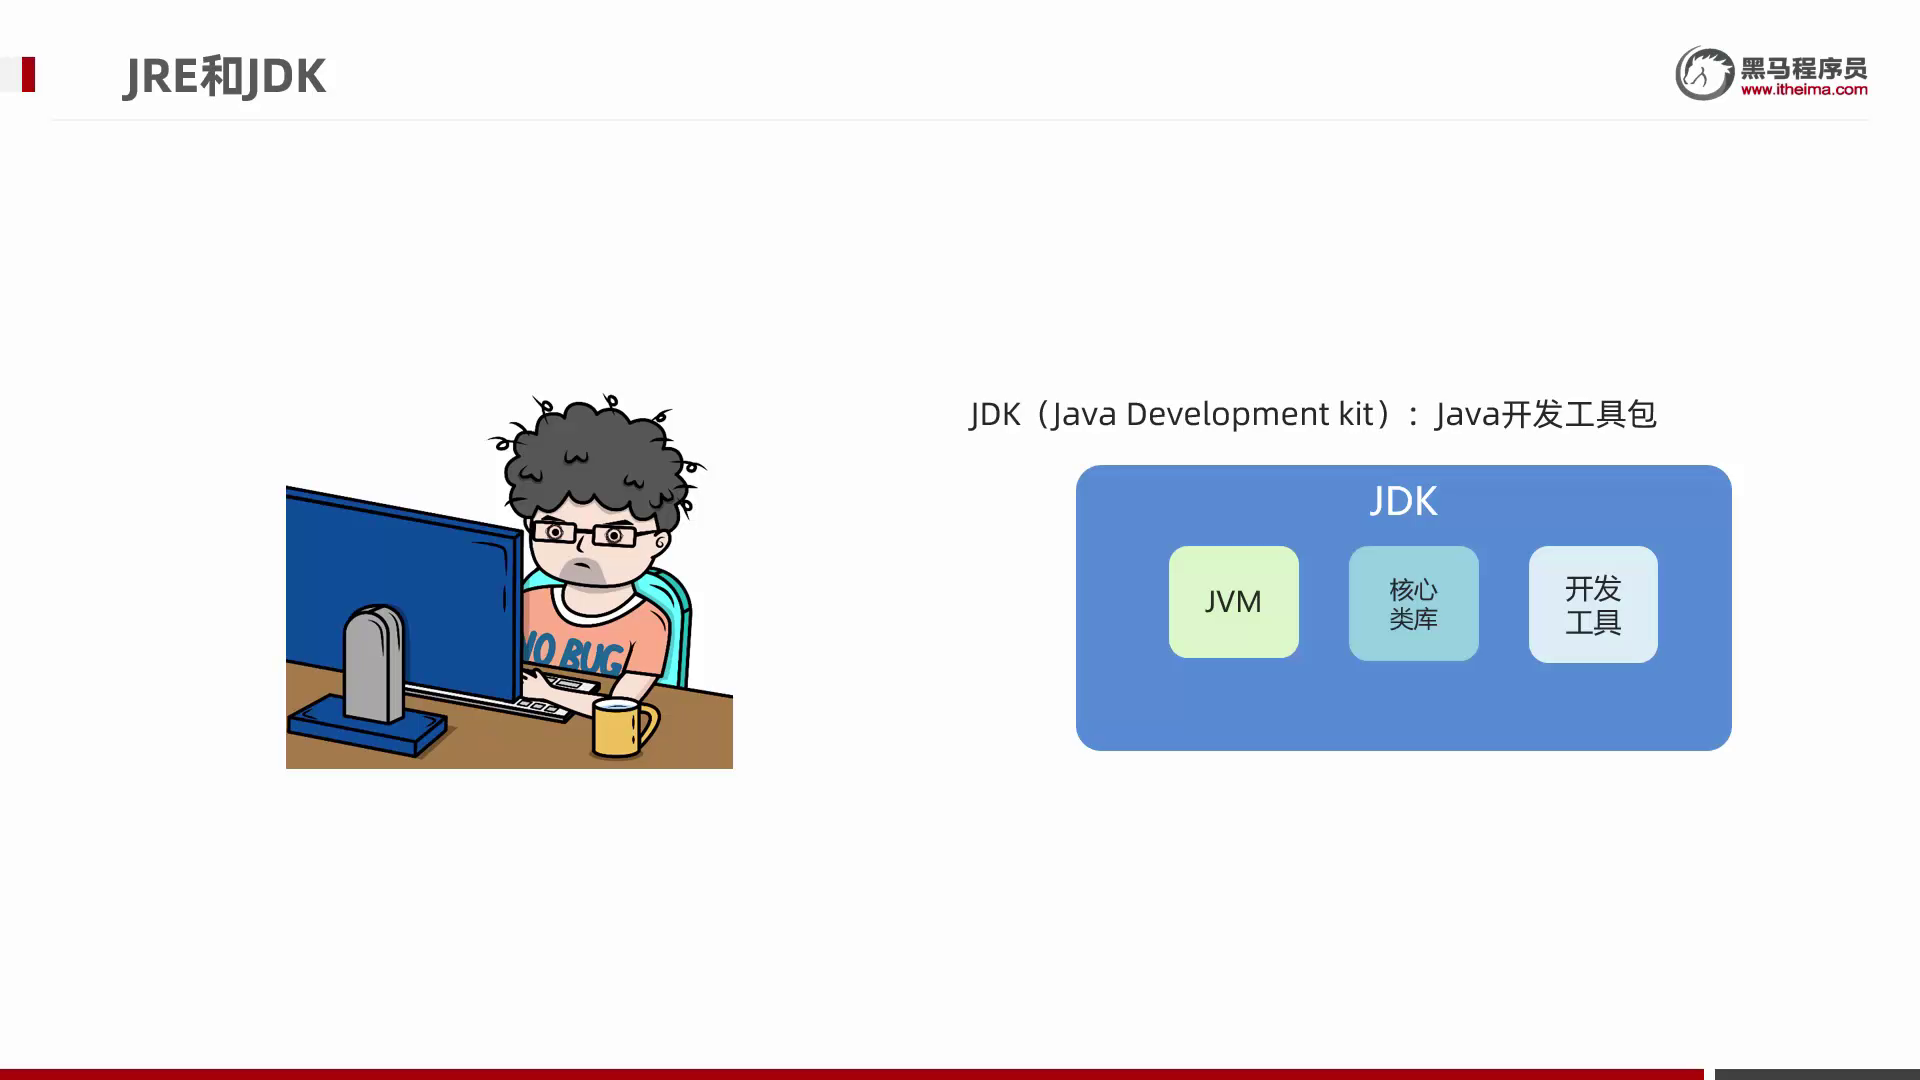 JRE和JDK
黑马程序员
www.itheima.com
JDK（Java Development kit）：Java开发工具包
JDK
JVM
核心
类库
开发
工具
NO BUG